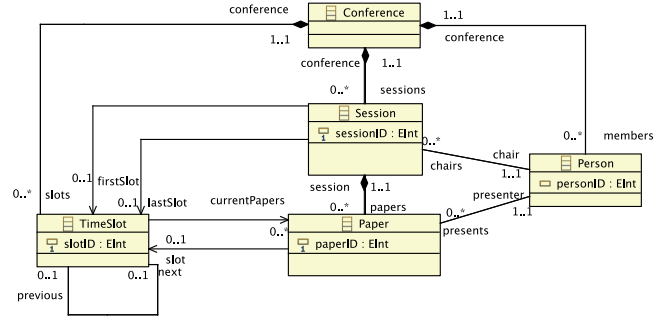 conference
Conference
1..1
1..1
conference
conference
1..1
0..*
sessions
Session
sessionID : EInt
0..*
0..*
members
chair
Person
chairs
1..1
personID : EInt
0..1
firstSlot
session
1..1
presenter
0..*
slots
0..1
lastSlot
currentPapers
0..*
papers
0..*
1..1
TimeSlot
Paper
presents
slotID : EInt
0..1
0..*
paperID : EInt
slot
0..1
0..1
next
previous